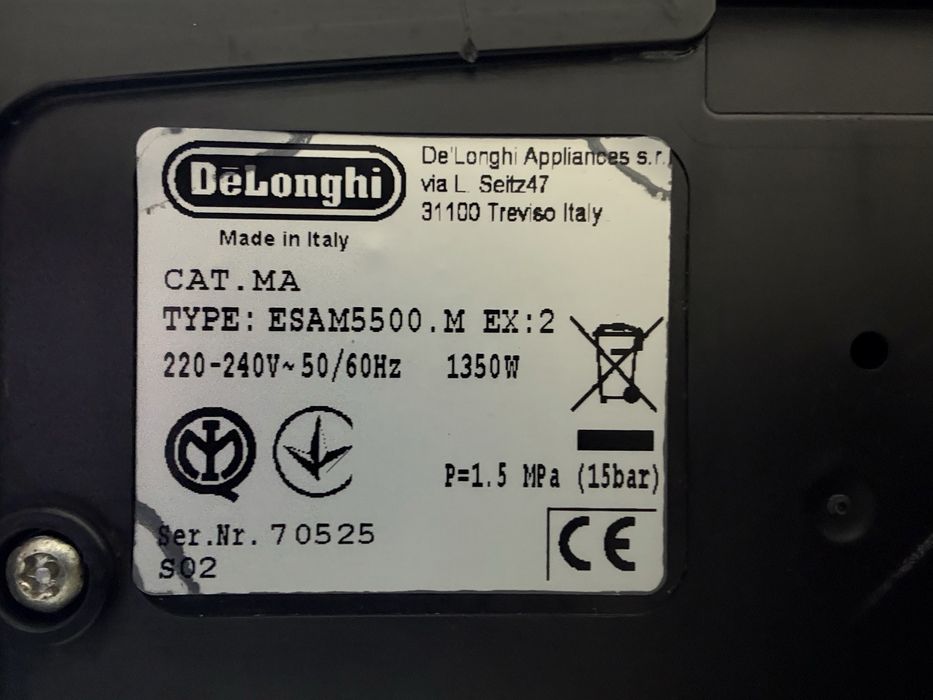 DēLonghi
De'Longhi Appliances s.r.l
via L. Seitz47
31100 Treviso Italy
Made in Italy
CAT.MA
TYPE: ESAM5500.M EX:2
220-240V~50/60Hz 1350W
P=1.5 MPa (15bar)
Ser.Nr. 70525
S02
CE